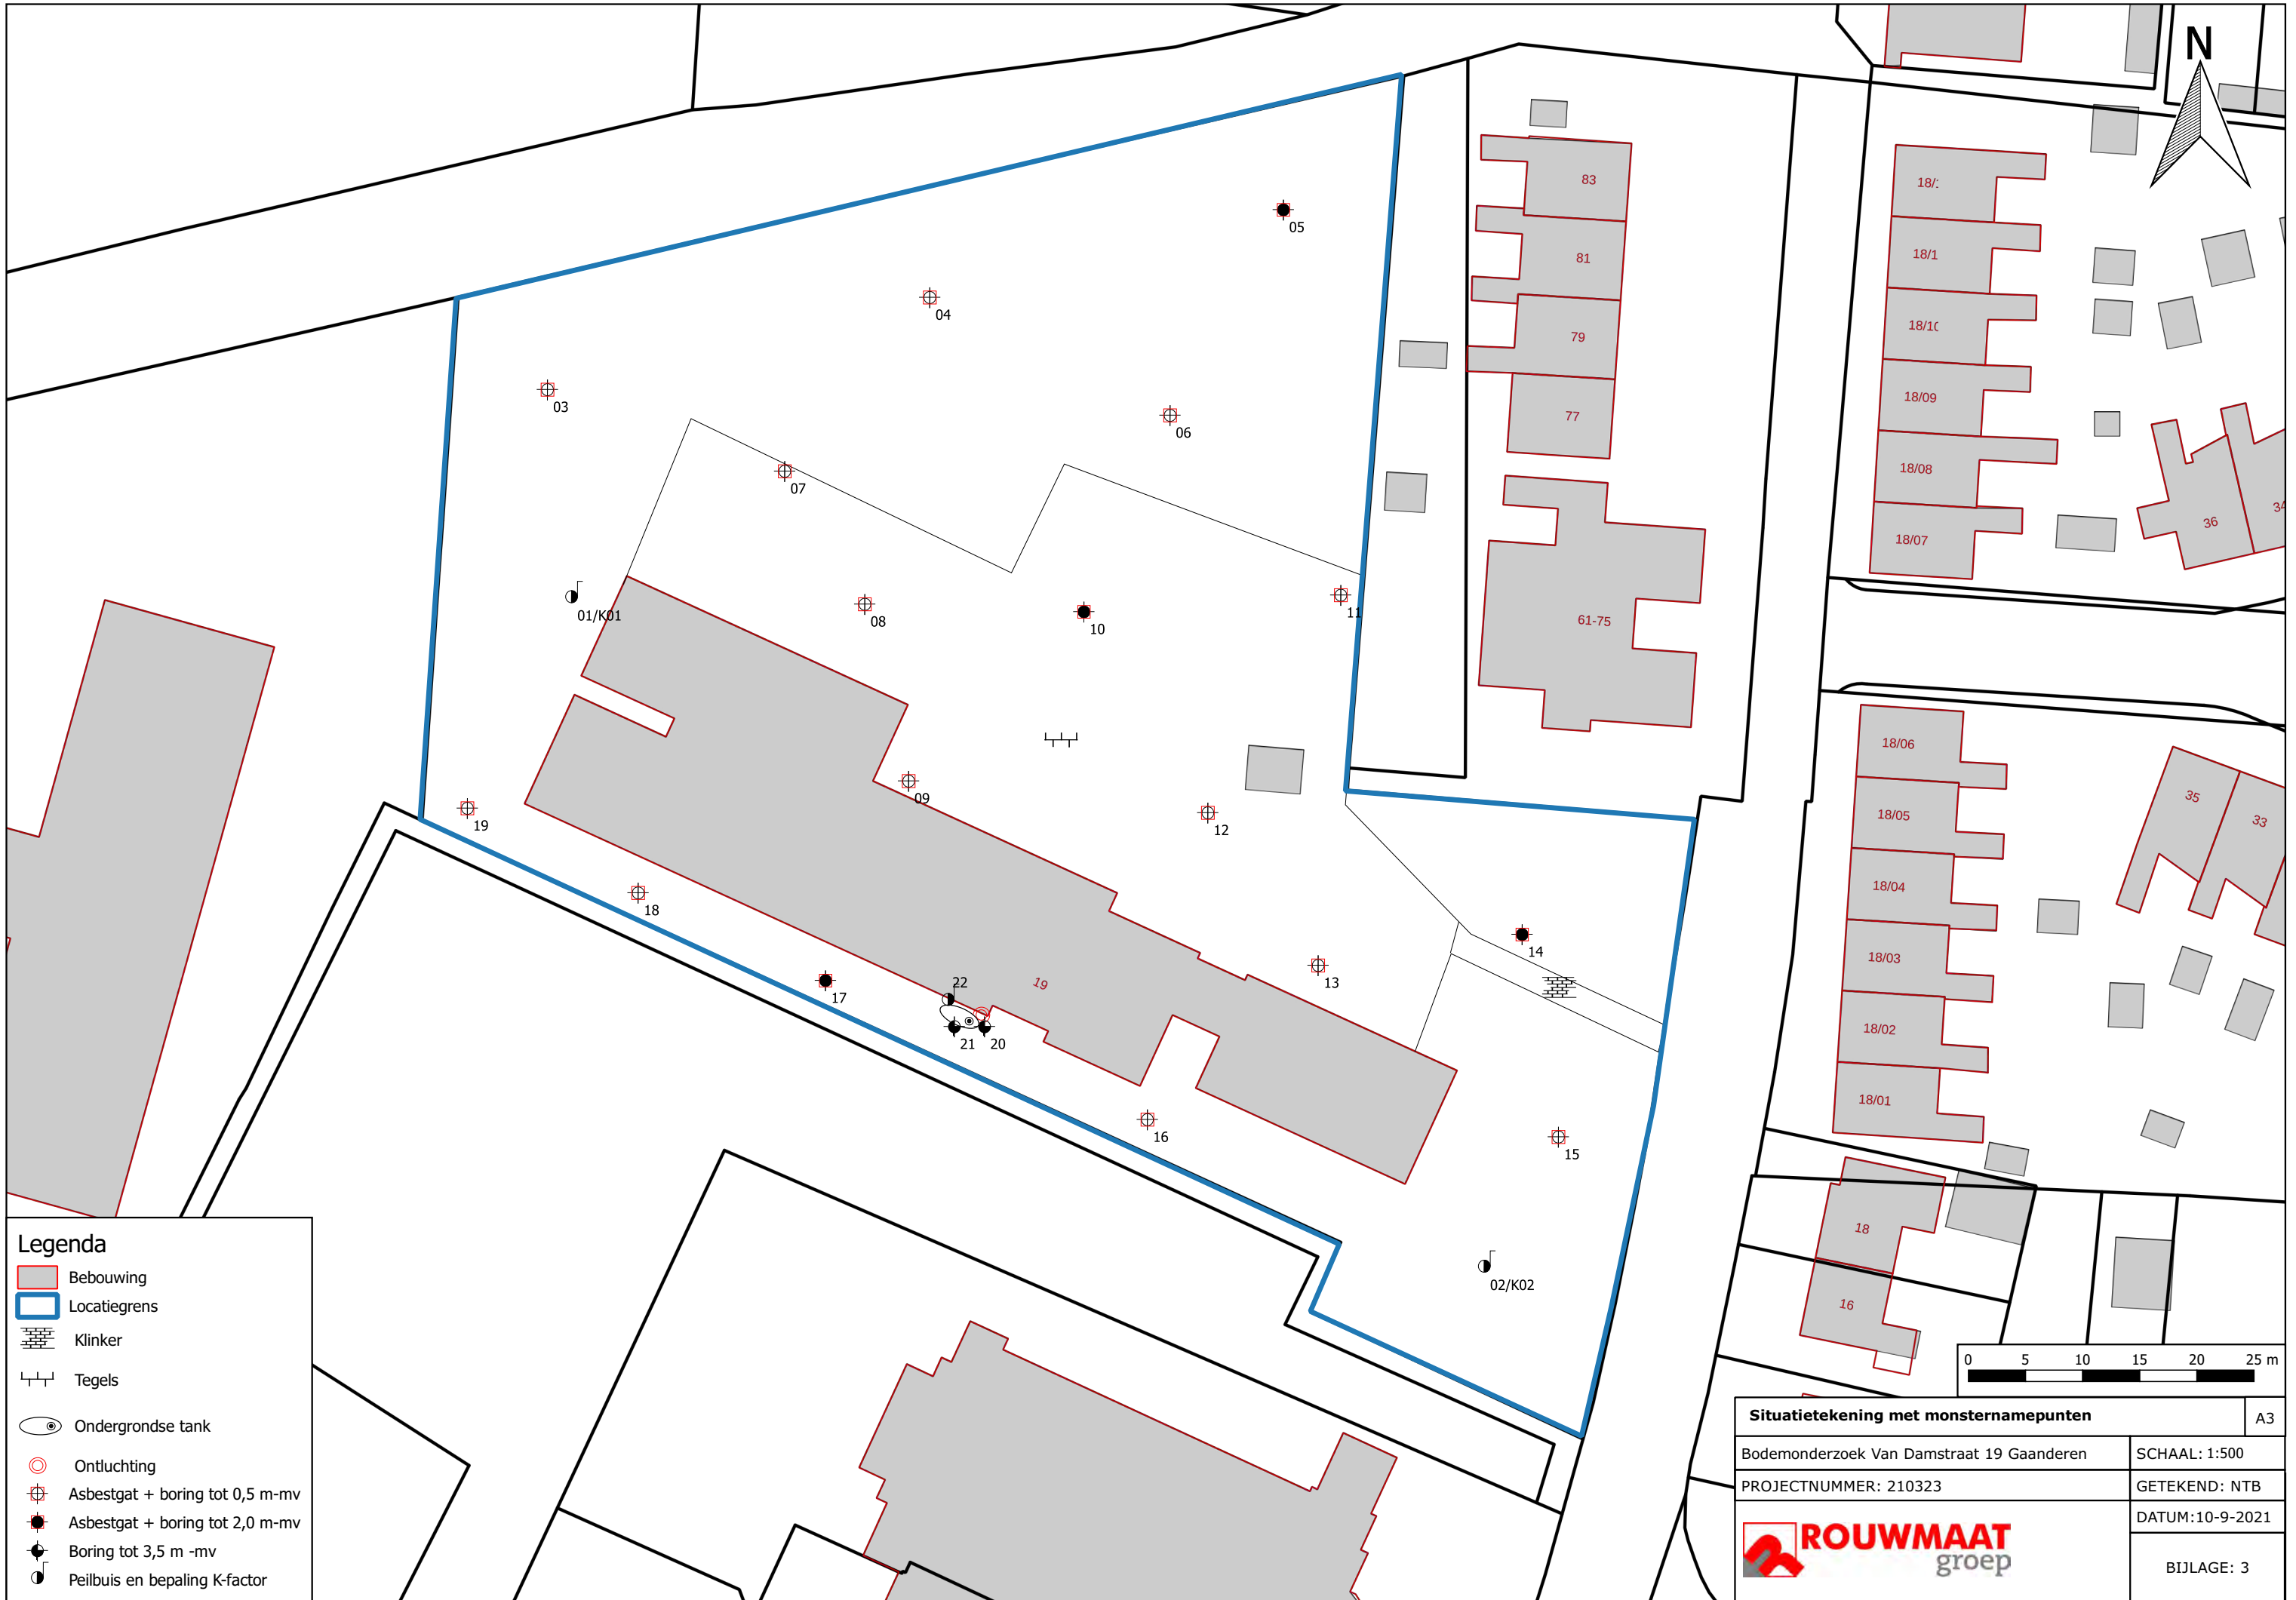 N
83
81
79
77
61-75
18/1
18/10
18/09
18/08
18/07
36
34
18/06
18/05
18/04
18/03
18/02
18/01
35
33
18
16
05
04
03
06
07
01/K01
08
10
11
09
12
19
18
14
13
17
22
19
21
20
16
15
02/K02
Legenda
Bebouwing
Locatiegrens
Klinker
Tegels
Ondergrondse tank
Ontluchting
Asbestgat + boring tot 0,5 m-mv
Asbestgat + boring tot 2,0 m-mv
Boring tot 3,5 m -mv
Peilbuis en bepaling K-factor
0 5 10 15 20 25 m
Situatietekening met monsternamepunten
A3
Bodemonderzoek Van Damstraat 19 Gaanderen
SCHAAL: 1:500
PROJECTNUMMER: 210323
GETEKEND: NTB
DATUM:10-9-2021
ROUWMAAT
groep
BIJLAGE: 3